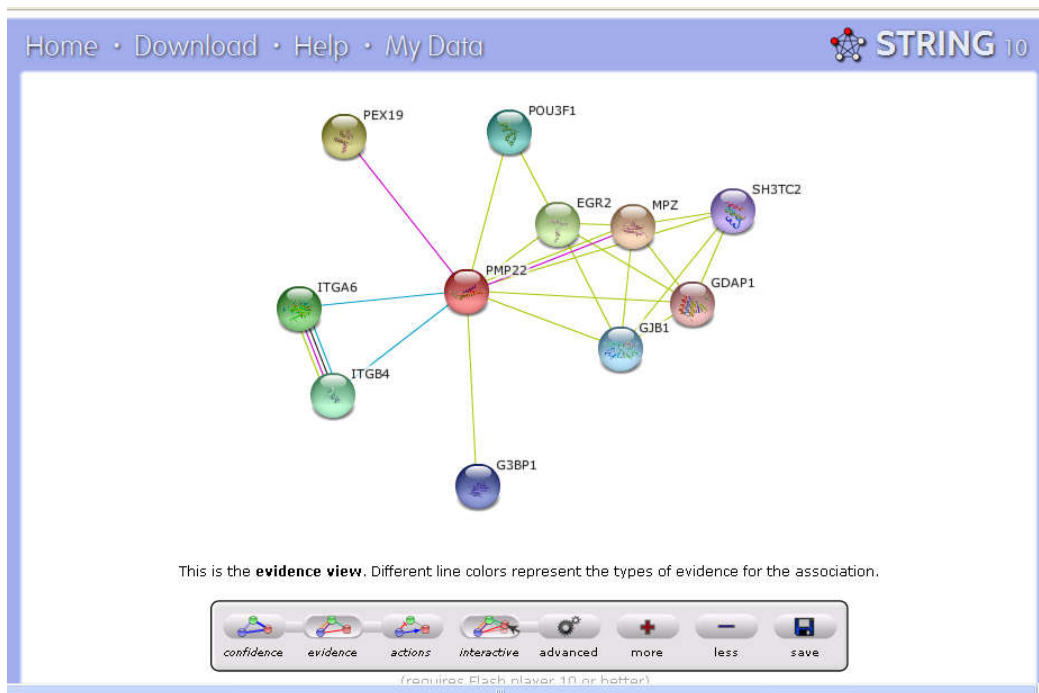 Home · Download · Help · My Data
STRING 10
PEX19
POU3F1
SH3TC2
EGR2
MPZ
PMP22
GDAP1
ITGA6
GJB1
ITGB4
G3BP1
This is the evidence view. Different line colors represent the types of evidence for the association.
confidence evidence actions interactive advanced more less save
(requires Flash player 10 or better)